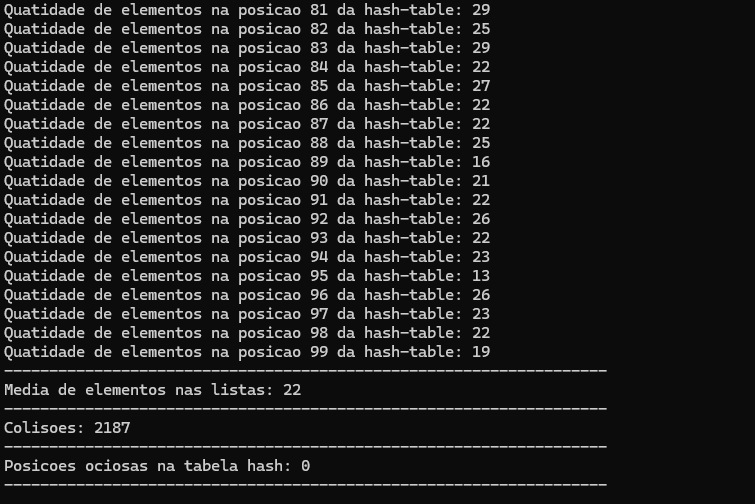 Quatidade de elementos na posicao 81 da hash-table: 29
Quatidade de elementos na posicao 82 da hash-table: 25
Quatidade de elementos na posicao 83 da hash-table: 29
Quatidade de elementos na posicao 84 da hash-table: 22
Quatidade de elementos na posicao 85 da hash-table: 27
Quatidade de elementos na posicao 86 da hash-table: 22
Quatidade de elementos na posicao 87 da hash-table: 22
Quatidade de elementos na posicao 88 da hash-table: 25
Quatidade de elementos na posicao 89 da hash-table: 16
Quatidade de elementos na posicao 90 da hash-table: 21
Quatidade de elementos na posicao 91 da hash-table: 22
Quatidade de elementos na posicao 92 da hash-table: 26
Quatidade de elementos na posicao 93 da hash-table: 22
Quatidade de elementos na posicao 94 da hash-table: 23
Quatidade de elementos na posicao 95 da hash-table: 13
Quatidade de elementos na posicao 96 da hash-table: 26
Quatidade de elementos na posicao 97 da hash-table: 23
Quatidade de elementos na posicao 98 da hash-table: 22
Quatidade de elementos na posicao 99 da hash-table: 19
-------------------------------------------------------------------
Media de elementos nas listas: 22
-------------------------------------------------------------------
Colisoes: 2187
-------------------------------------------------------------------
Posicoes ociosas na tabela hash: 0
-------------------------------------------------------------------